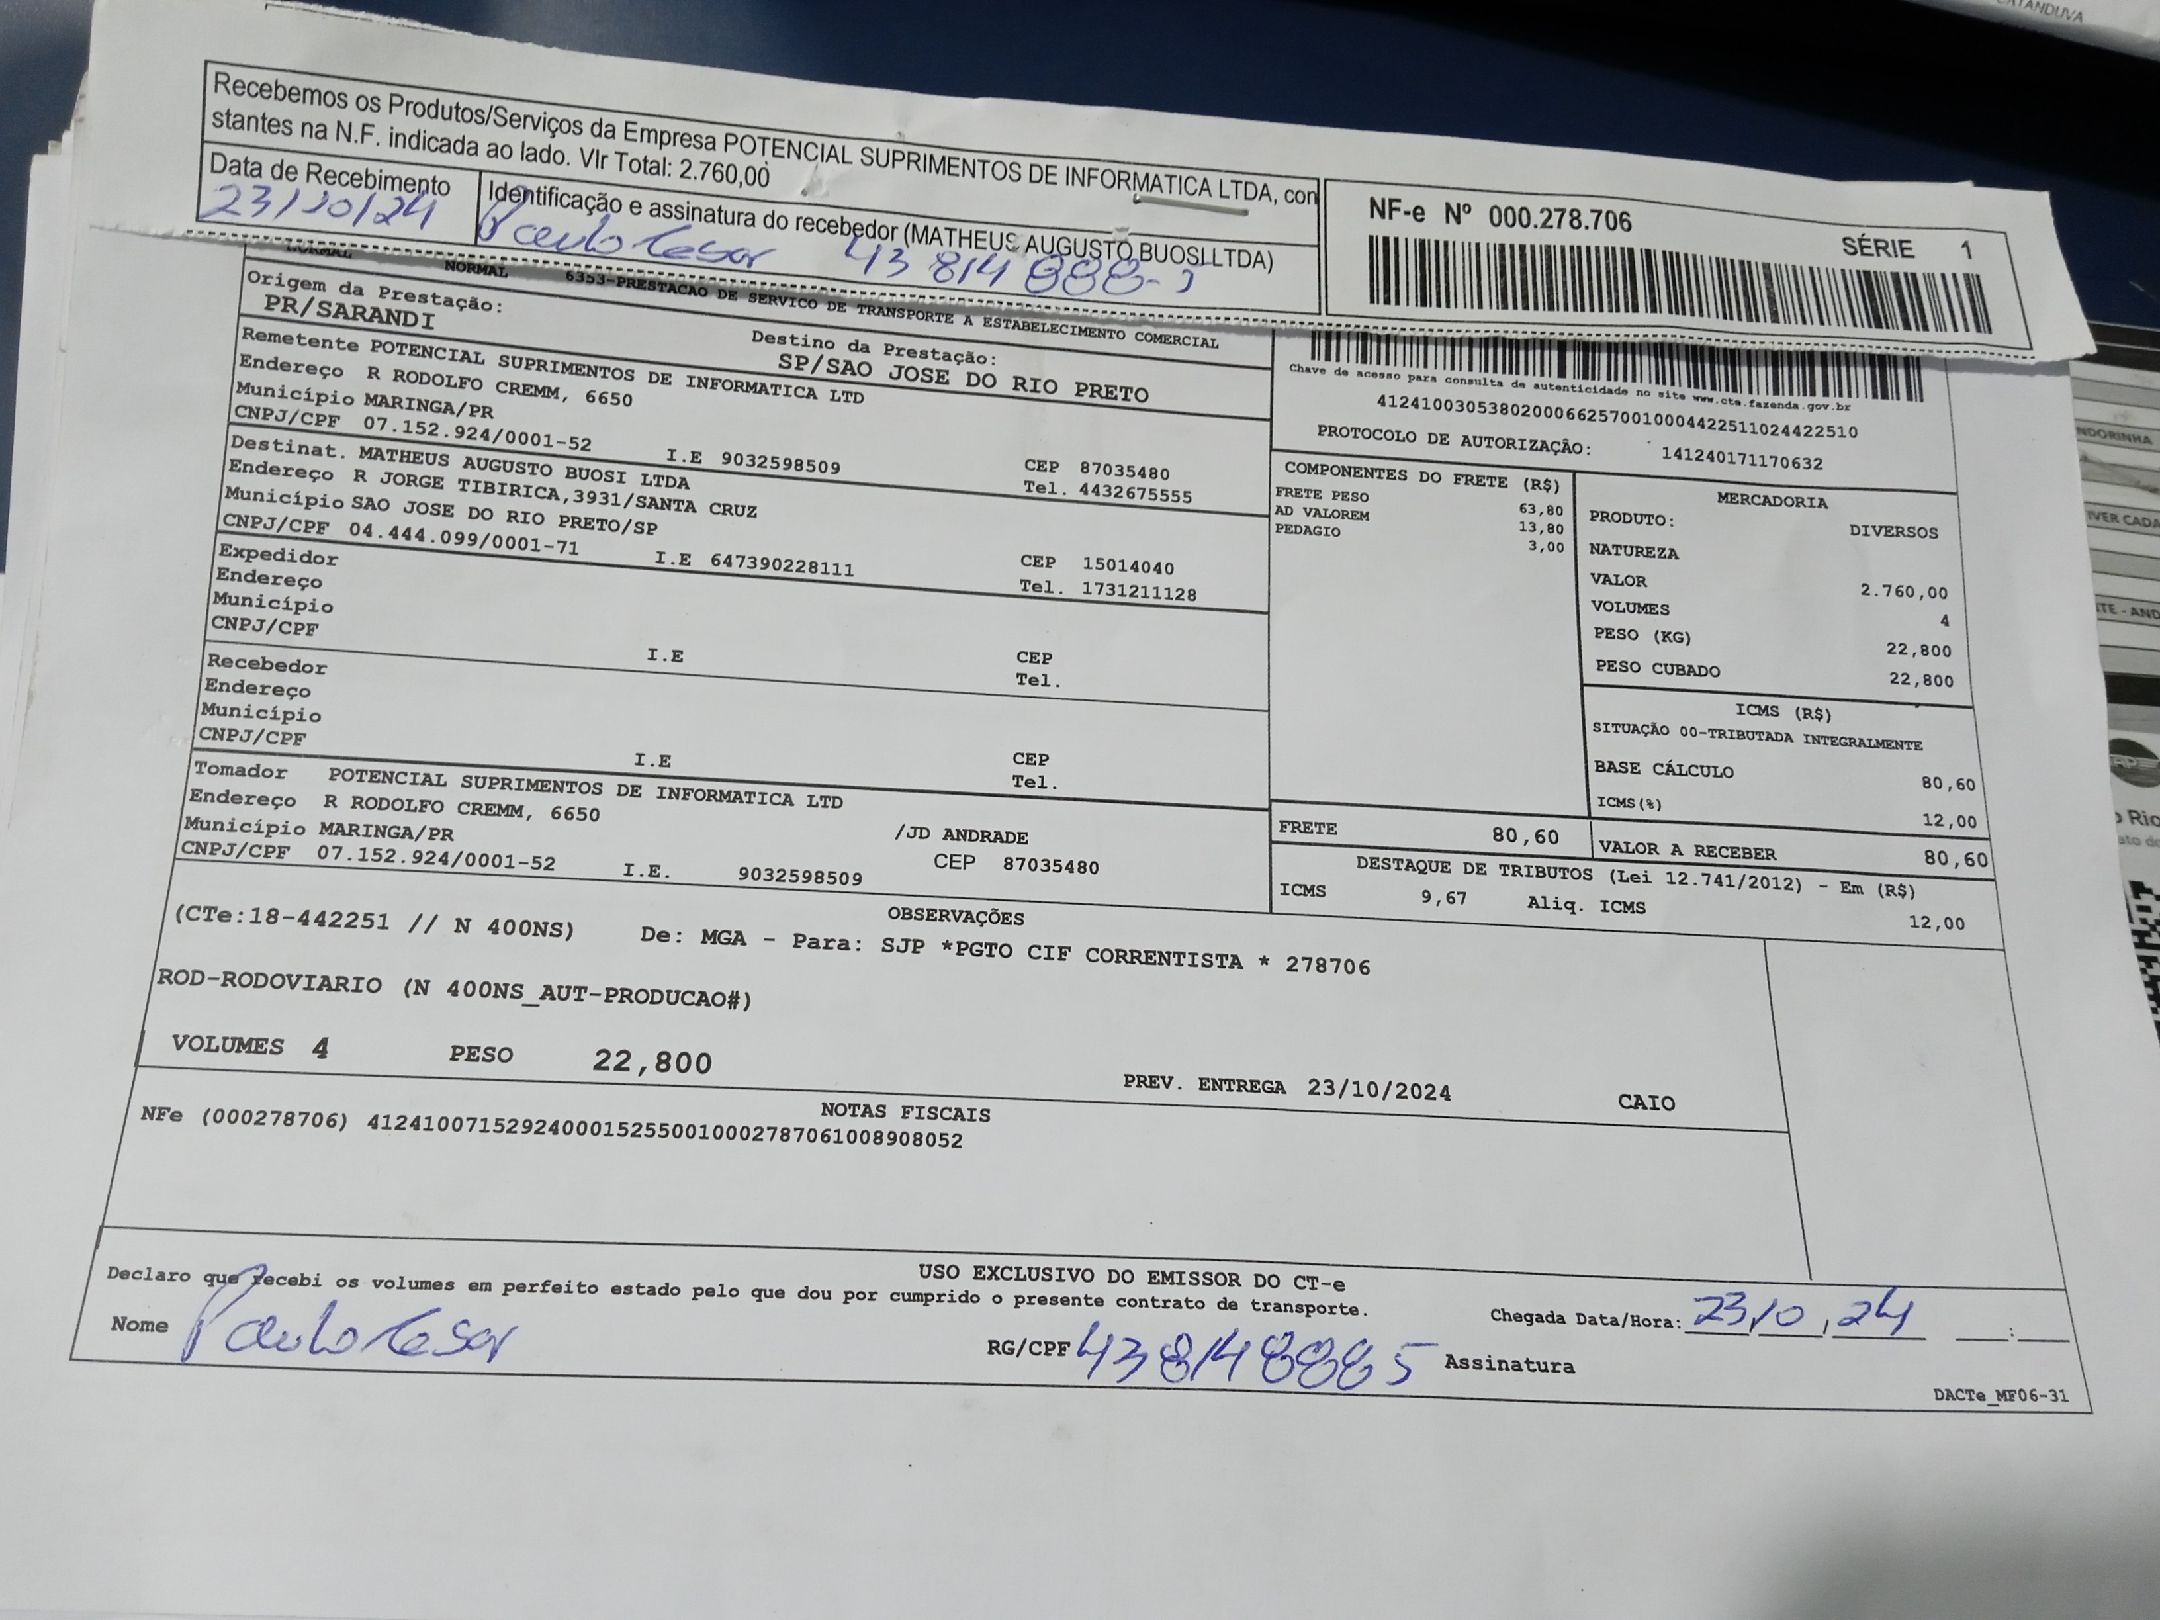 CATANDUVA
Recebemos os Produtos/Serviços da Empresa POTENCIAL SUPRIMENTOS DE INFORMATICA LTDA, con
stantes na N.F. indicada ao lado. Vlr Total: 2.760,00
Data de Recebimento
23/10/24
Identificação e assinatura do recebedor (MATHEUS AUGUSTO BUOSI LTDA)
Paulo Cesar
NF-e Nº 000.278.706
SÉRIE 1
NORMAL NORMAL 6353-PRESTACAO DE SERVICO DE TRANSPORTE A ESTABELECIMENTO COMERCIAL
Origem da Prestação:
PR/SARANDI
Destino da Prestação:
SP/SAO JOSE DO RIO PRETO
Remetente POTENCIAL SUPRIMENTOS DE INFORMATICA LTD
Endereço R RODOLFO CREMM, 6650
Município MARINGA/PR CEP 87035480
CNPJ/CPF 07.152.924/0001-52 I.E 9032598509 Tel. 4432675555
Destinat. MATHEUS AUGUSTO BUOSI LTDA
Endereço R JORGE TIBIRICA,3931/SANTA CRUZ
Município SAO JOSE DO RIO PRETO/SP CEP 15014040
CNPJ/CPF 04.444.099/0001-71 I.E 647390228111 Tel. 1731211128
Expedidor
Endereço
Município CEP
CNPJ/CPF I.E Tel.
Recebedor
Endereço
Município CEP
CNPJ/CPF I.E Tel.
Tomador POTENCIAL SUPRIMENTOS DE INFORMATICA LTD
Endereço R RODOLFO CREMM, 6650 /JD ANDRADE
Município MARINGA/PR CEP 87035480
CNPJ/CPF 07.152.924/0001-52 I.E. 9032598509
Chave de acesso para consulta de autenticidade no site www.cte.fazenda.gov.br
41241003053802000662570010004422511024422510
PROTOCOLO DE AUTORIZAÇÃO: 141240171170632
COMPONENTES DO FRETE (R$)
FRETE PESO 63,80
AD VALOREM 13,80
PEDAGIO 3,00
MERCADORIA
PRODUTO: DIVERSOS
NATUREZA
VALOR 2.760,00
VOLUMES 4
PESO (KG) 22,800
PESO CUBADO 22,800
ICMS (R$)
SITUAÇÃO 00-TRIBUTADA INTEGRALMENTE
BASE CÁLCULO 80,60
ICMS(%) 12,00
FRETE 80,60
VALOR A RECEBER 80,60
DESTAQUE DE TRIBUTOS (Lei 12.741/2012) - Em (R$)
ICMS 9,67 Aliq. ICMS 12,00
OBSERVAÇÕES
(CTe:18-442251 // N 400NS) De: MGA - Para: SJP *PGTO CIF CORRENTISTA * 278706
ROD-RODOVIARIO (N 400NS_AUT-PRODUCAO#)
VOLUMES 4 PESO 22,800 PREV. ENTREGA 23/10/2024 CAIO
NOTAS FISCAIS
NFe (000278706) 41241007152924000152550010002787061008908052
USO EXCLUSIVO DO EMISSOR DO CT-e
Declaro que recebi os volumes em perfeito estado pelo que dou por cumprido o presente contrato de transporte.
Chegada Data/Hora: 23,10,24 __:__
Nome Paulo Cesar RG/CPF 438148885 Assinatura
DACTe_MF06-31